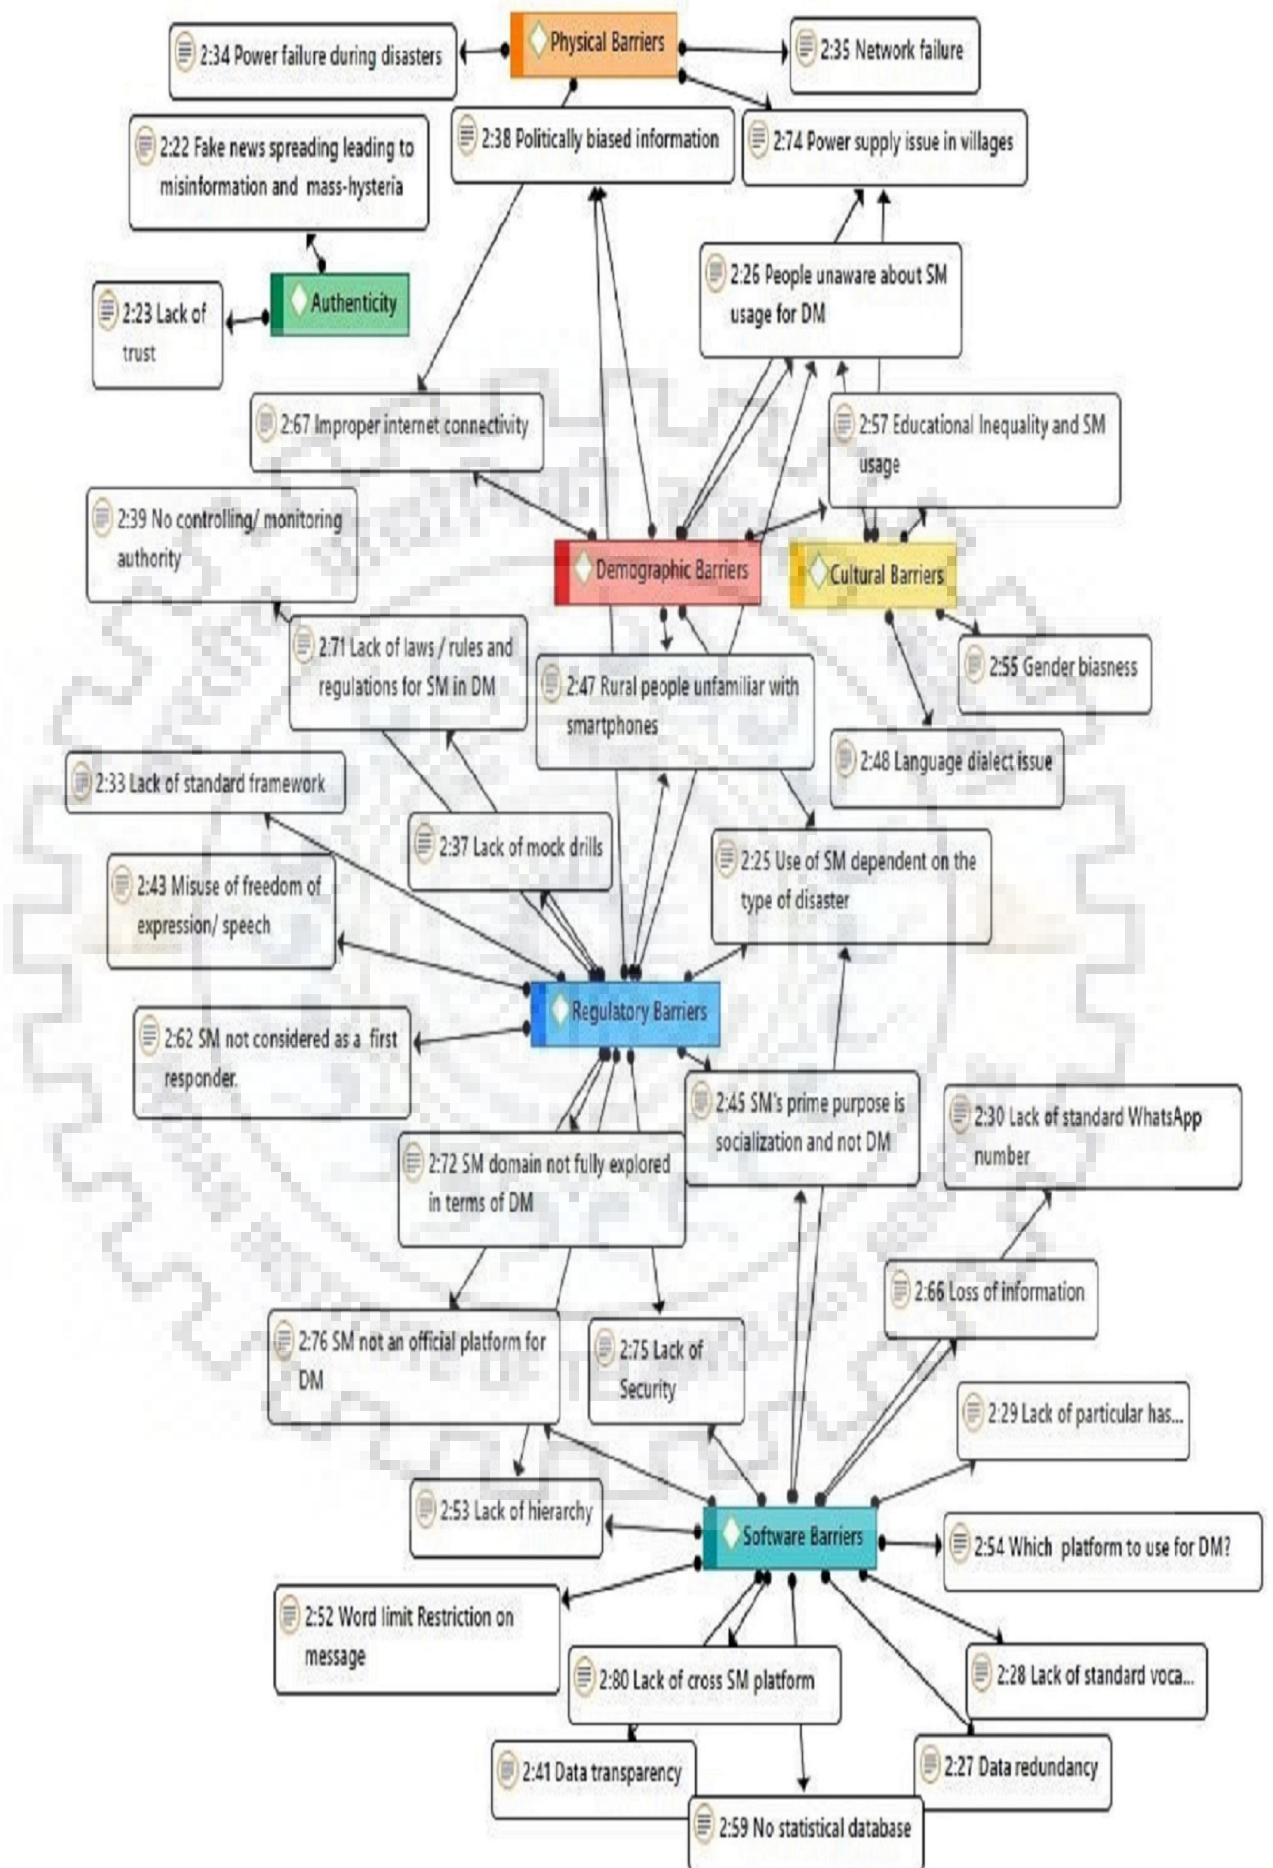 Physical Barriers
2:34 Power failure during disasters
2:35 Network failure
2:38 Politically biased information
2:74 Power supply issue in villages
2:22 Fake news spreading leading to
misinformation and mass-hysteria
2:26 People unaware about SM
usage for DM
Authenticity
2:23 Lack of
trust
2:67 Improper internet connectivity
2:57 Educational Inequality and SM
usage
2:39 No controlling/ monitoring
authority
Demographic Barriers
Cultural Barriers
2:71 Lack of laws / rules and
regulations for SM in DM
2:47 Rural people unfamiliar with
smartphones
2:55 Gender biasness
2:48 Language dialect issue
2:33 Lack of standard framework
2:37 Lack of mock drills
2:25 Use of SM dependent on the
type of disaster
2:43 Misuse of freedom of
expression/ speech
Regulatory Barriers
2:62 SM not considered as a first
responder.
2:45 SM's prime purpose is
socialization and not DM
2:30 Lack of standard WhatsApp
number
2:72 SM domain not fully explored
in terms of DM
2:66 Loss of information
2:76 SM not an official platform for
DM
2:75 Lack of
Security
2:29 Lack of particular has...
2:53 Lack of hierarchy
Software Barriers
2:54 Which platform to use for DM?
2:52 Word limit Restriction on
message
2:80 Lack of cross SM platform
2:28 Lack of standard voca...
2:41 Data transparency
2:27 Data redundancy
2:59 No statistical database